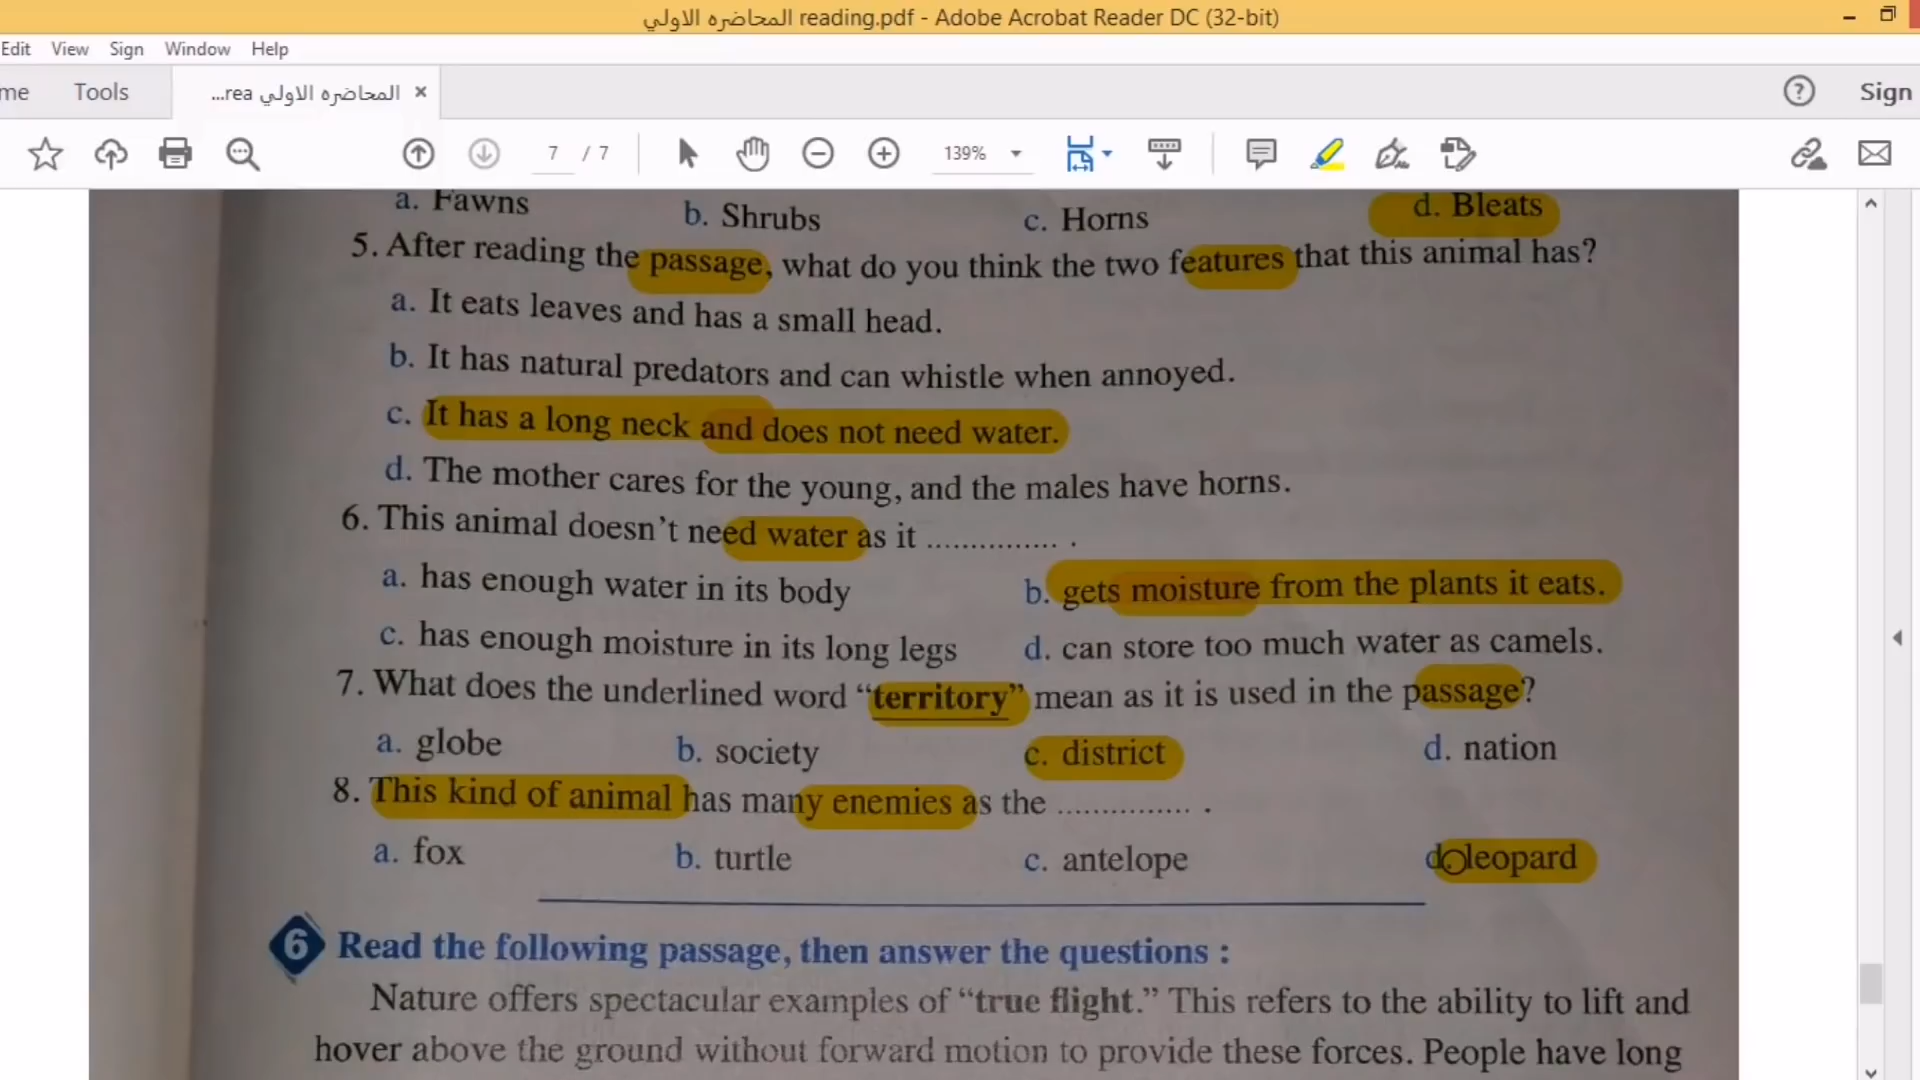 المحاضره الاولي reading.pdf - Adobe Acrobat Reader DC (32-bit)
Edit View Sign Window Help
me Tools المحاضره الاولي rea... × ? Sign
7 / 7 139%
a. Fawns b. Shrubs c. Horns d. Bleats
5. After reading the passage, what do you think the two features that this animal has?
a. It eats leaves and has a small head.
b. It has natural predators and can whistle when annoyed.
c. It has a long neck and does not need water.
d. The mother cares for the young, and the males have horns.
6. This animal doesn't need water as it ............... .
a. has enough water in its body b. gets moisture from the plants it eats.
c. has enough moisture in its long legs d. can store too much water as camels.
7. What does the underlined word “territory” mean as it is used in the passage?
a. globe b. society c. district d. nation
8. This kind of animal has many enemies as the ............... .
a. fox b. turtle c. antelope d. leopard
6 Read the following passage, then answer the questions :
Nature offers spectacular examples of “true flight.” This refers to the ability to lift and
hover above the ground without forward motion to provide these forces. People have long